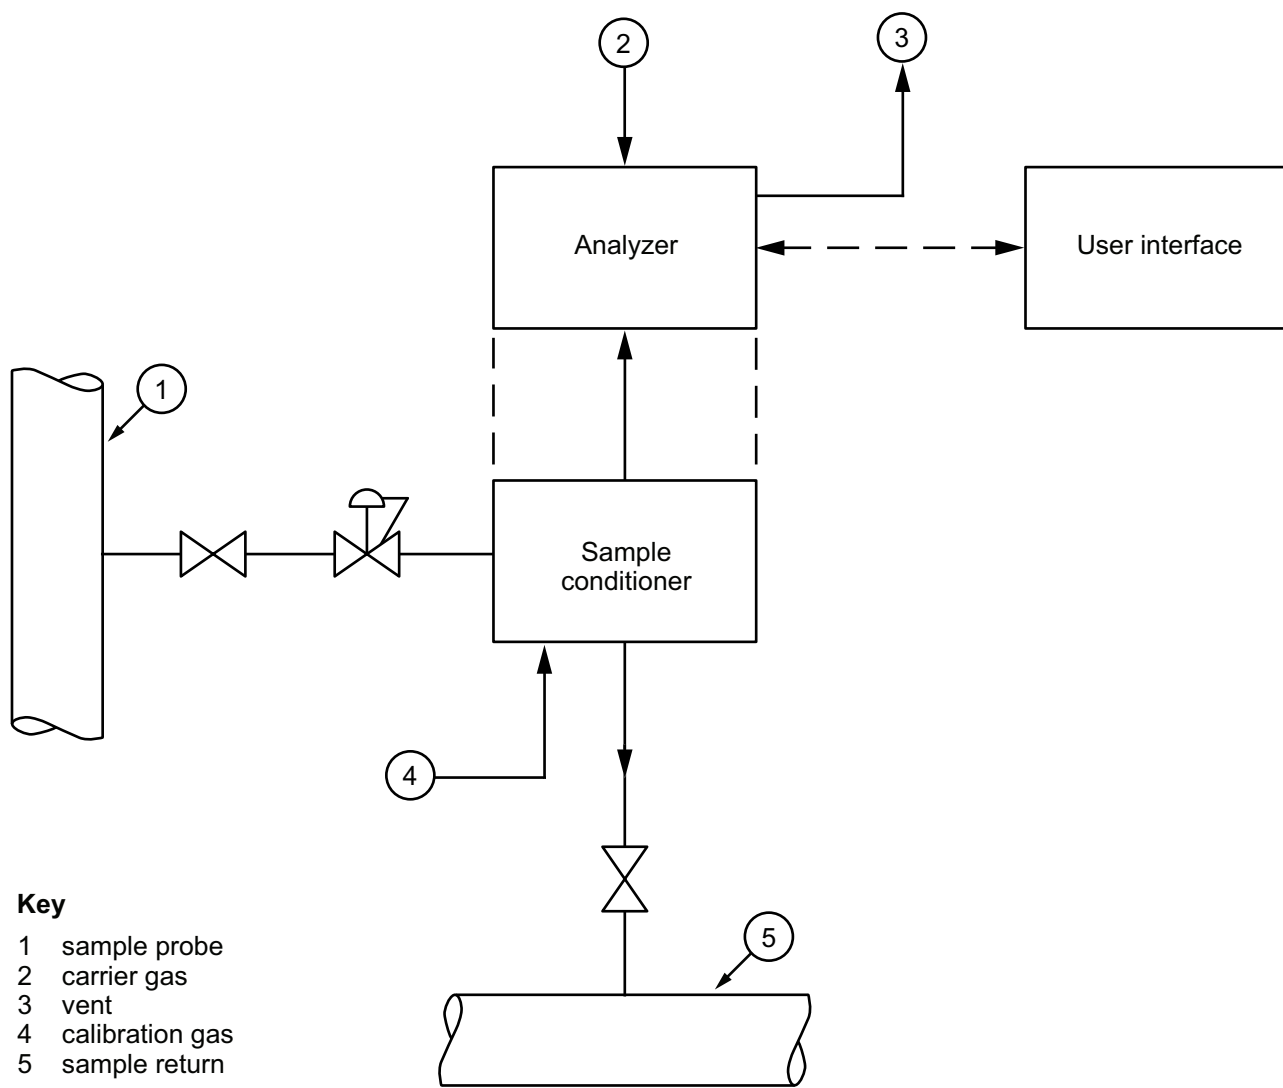 2
3
Analyzer
User interface
1
Sample
conditioner
4
5
Key
1 sample probe
2 carrier gas
3 vent
4 calibration gas
5 sample return